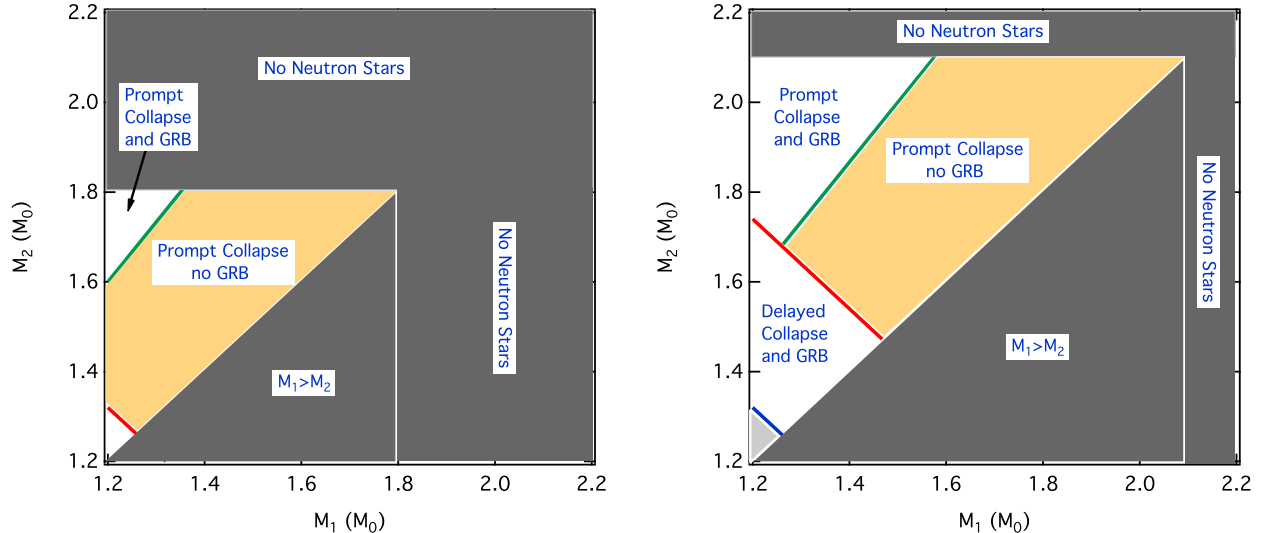 2.2
2.0
1.8
1.6
1.4
1.2
M2 (M0)
No Neutron Stars
Prompt
Collapse
and GRB
Prompt Collapse
no GRB
No Neutron Stars
M1>M2
1.2
1.4
1.6
1.8
2.0
2.2
M1 (M0)
2.2
2.0
1.8
1.6
1.4
1.2
M2 (M0)
No Neutron Stars
Prompt
Collapse
and GRB
Prompt Collapse
no GRB
No Neutron Stars
Delayed
Collapse
and GRB
M1>M2
1.2
1.4
1.6
1.8
2.0
2.2
M1 (M0)